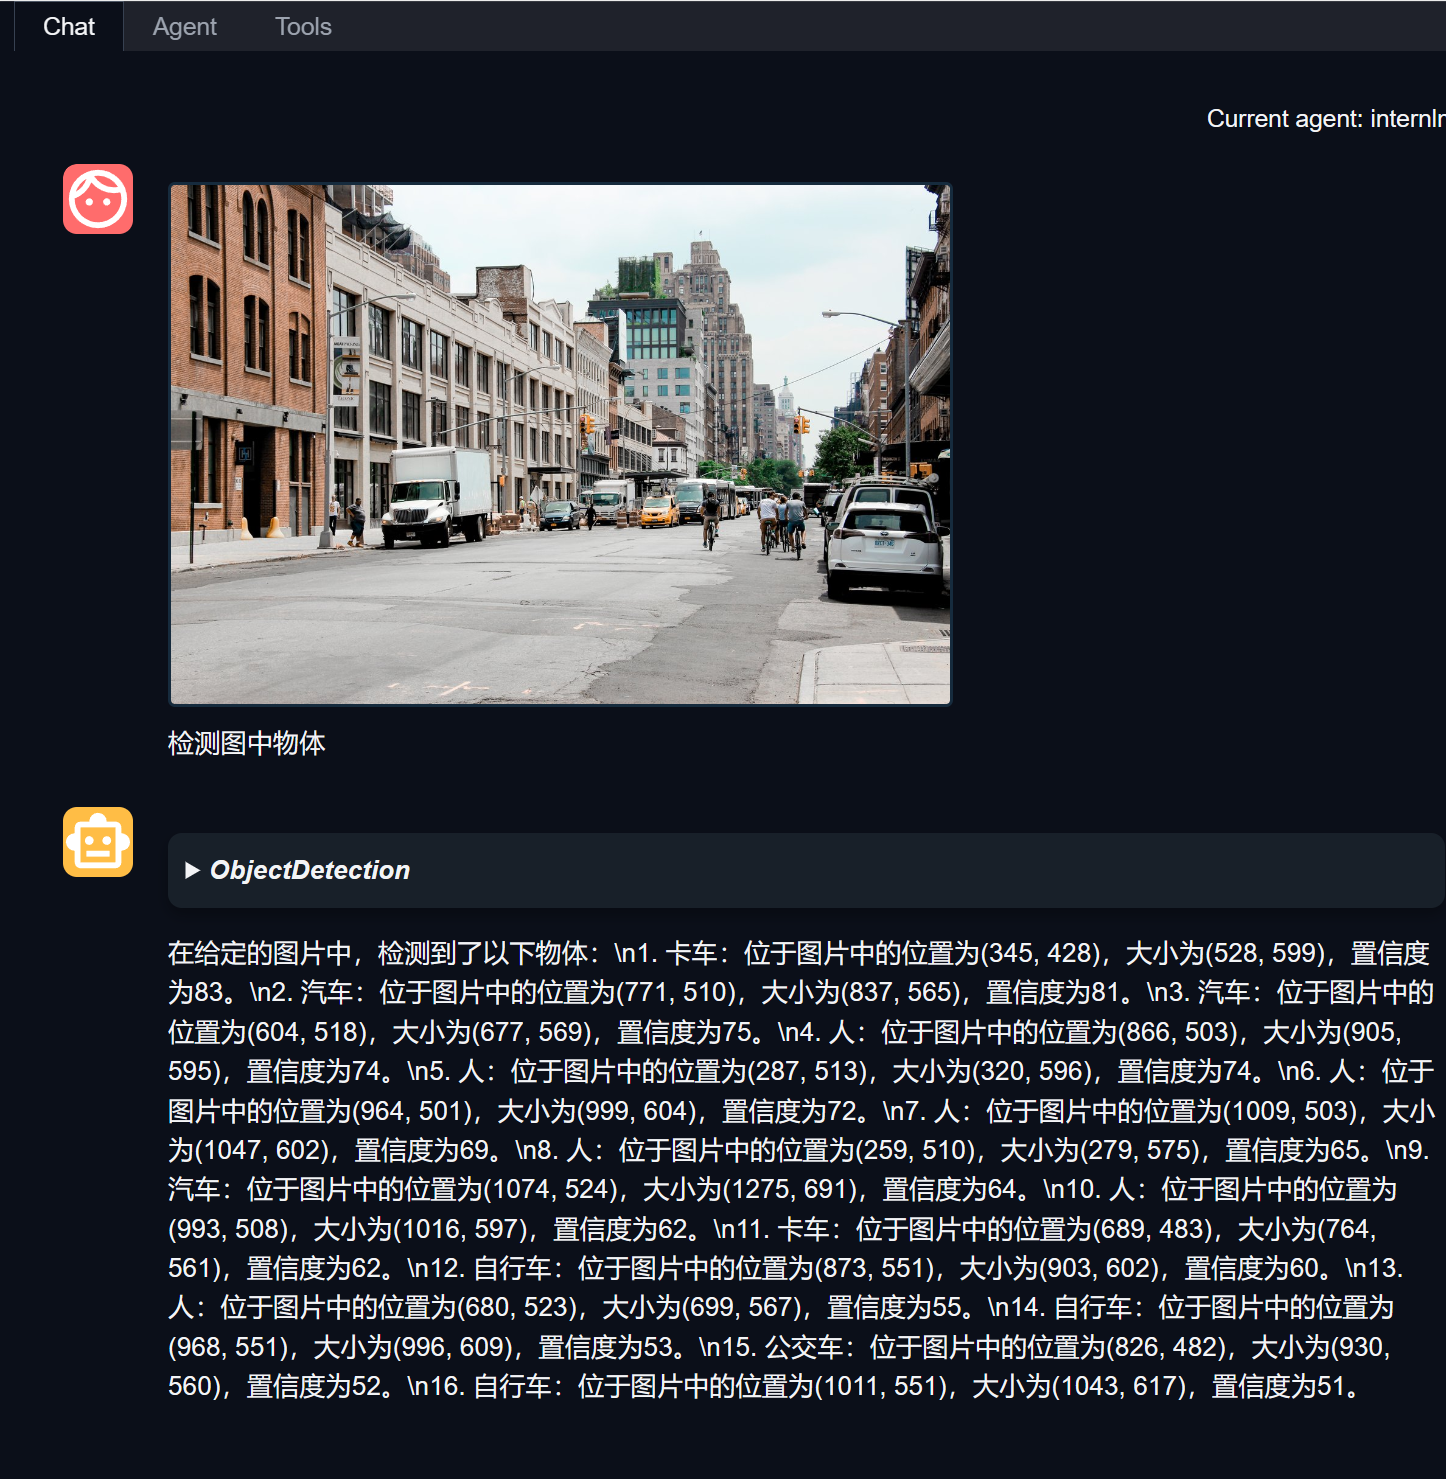 Chat
Agent
Tools
Current agent: internl
检测图中物体
ObjectDetection
在给定的图片中，检测到了以下物体：\n1. 卡车：位于图片中的位置为(345, 428)，大小为(528, 599)，置信度
为83。\n2. 汽车：位于图片中的位置为(771, 510)，大小为(837, 565)，置信度为81。\n3. 汽车：位于图片中的
位置为(604, 518)，大小为(677, 569)，置信度为75。\n4. 人：位于图片中的位置为(866, 503)，大小为(905,
595)，置信度为74。\n5. 人：位于图片中的位置为(287, 513)，大小为(320, 596)，置信度为74。\n6. 人：位于
图片中的位置为(964, 501)，大小为(999, 604)，置信度为72。\n7. 人：位于图片中的位置为(1009, 503)，大小
为(1047, 602)，置信度为69。\n8. 人：位于图片中的位置为(259, 510)，大小为(279, 575)，置信度为65。\n9.
汽车：位于图片中的位置为(1074, 524)，大小为(1275, 691)，置信度为64。\n10. 人：位于图片中的位置为
(993, 508)，大小为(1016, 597)，置信度为62。\n11. 卡车：位于图片中的位置为(689, 483)，大小为(764,
561)，置信度为62。\n12. 自行车：位于图片中的位置为(873, 551)，大小为(903, 602)，置信度为60。\n13.
人：位于图片中的位置为(680, 523)，大小为(699, 567)，置信度为55。\n14. 自行车：位于图片中的位置为
(968, 551)，大小为(996, 609)，置信度为53。\n15. 公交车：位于图片中的位置为(826, 482)，大小为(930,
560)，置信度为52。\n16. 自行车：位于图片中的位置为(1011, 551)，大小为(1043, 617)，置信度为51。